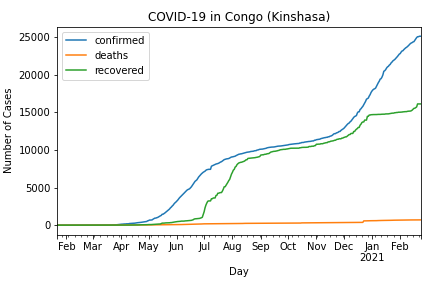 COVID-19 in Congo (Kinshasa)
confirmed
deaths
recovered
Number of Cases
25000
20000
15000
10000
5000
0
Feb Mar Apr May Jun Jul Aug Sep Oct Nov Dec Jan Feb
2021
Day